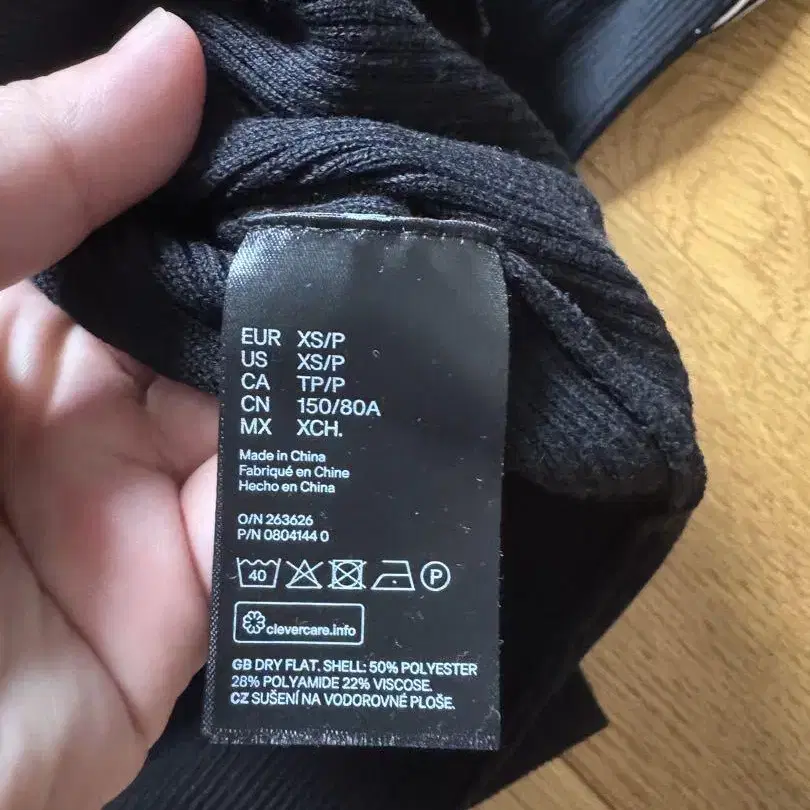 EUR XS/P
US XS/P
CA TP/P
CN 150/80A
MX XCH.
Made in China
Fabriqué en Chine
Hecho en China
O/N 263626
P/N 0804144 0
40 P
clevercare.info
GB DRY FLAT. SHELL: 50% POLYESTER
28% POLYAMIDE 22% VISCOSE.
CZ SUŠENÍ NA VODOROVNÉ PLOŠE.